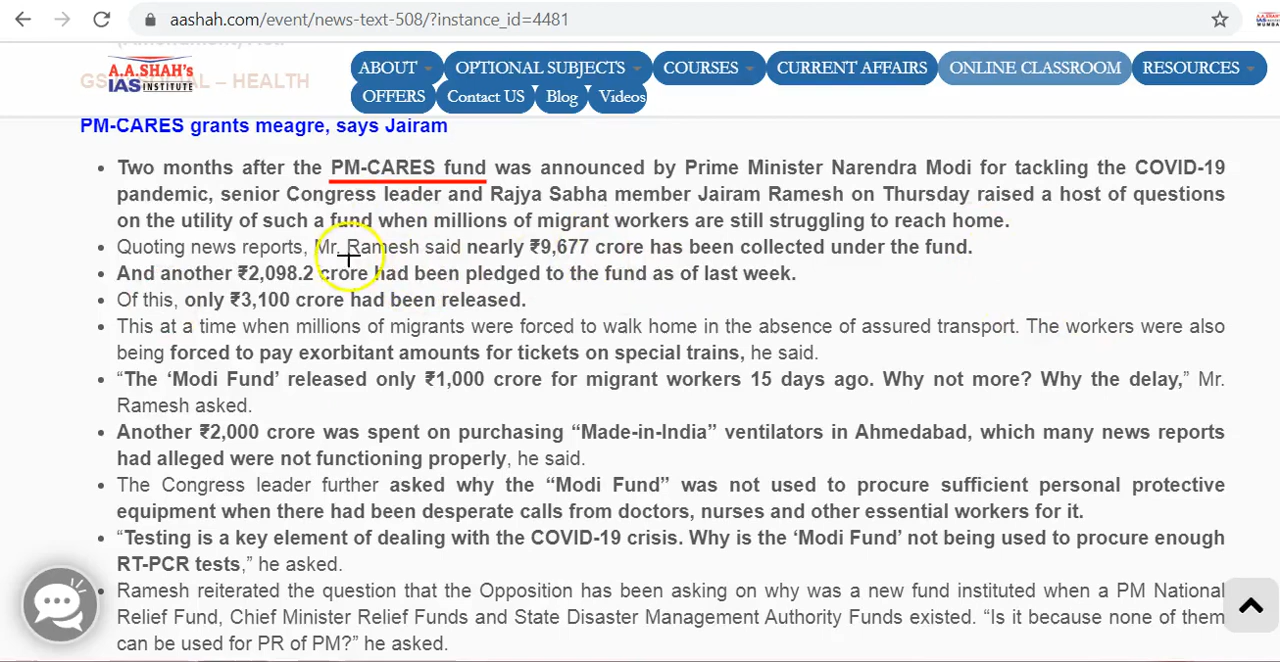 aashah.com/event/news-text-508/?instance_id=4481
A.A.SHAH'S
IAS INSTITUTE
ABOUT OPTIONAL SUBJECTS COURSES CURRENT AFFAIRS ONLINE CLASSROOM RESOURCES
OFFERS Contact US Blog Videos
– HEALTH
PM-CARES grants meagre, says Jairam
Two months after the PM-CARES fund was announced by Prime Minister Narendra Modi for tackling the COVID-19
pandemic, senior Congress leader and Rajya Sabha member Jairam Ramesh on Thursday raised a host of questions
on the utility of such a fund when millions of migrant workers are still struggling to reach home.
Quoting news reports, Mr. Ramesh said nearly ₹9,677 crore has been collected under the fund.
And another ₹2,098.2 crore had been pledged to the fund as of last week.
Of this, only ₹3,100 crore had been released.
This at a time when millions of migrants were forced to walk home in the absence of assured transport. The workers were also
being forced to pay exorbitant amounts for tickets on special trains, he said.
“The ‘Modi Fund’ released only ₹1,000 crore for migrant workers 15 days ago. Why not more? Why the delay,” Mr.
Ramesh asked.
Another ₹2,000 crore was spent on purchasing “Made-in-India” ventilators in Ahmedabad, which many news reports
had alleged were not functioning properly, he said.
The Congress leader further asked why the “Modi Fund” was not used to procure sufficient personal protective
equipment when there had been desperate calls from doctors, nurses and other essential workers for it.
“Testing is a key element of dealing with the COVID-19 crisis. Why is the ‘Modi Fund’ not being used to procure enough
RT-PCR tests,” he asked.
Ramesh reiterated the question that the Opposition has been asking on why was a new fund instituted when a PM National
Relief Fund, Chief Minister Relief Funds and State Disaster Management Authority Funds existed. “Is it because none of them
can be used for PR of PM?” he asked.